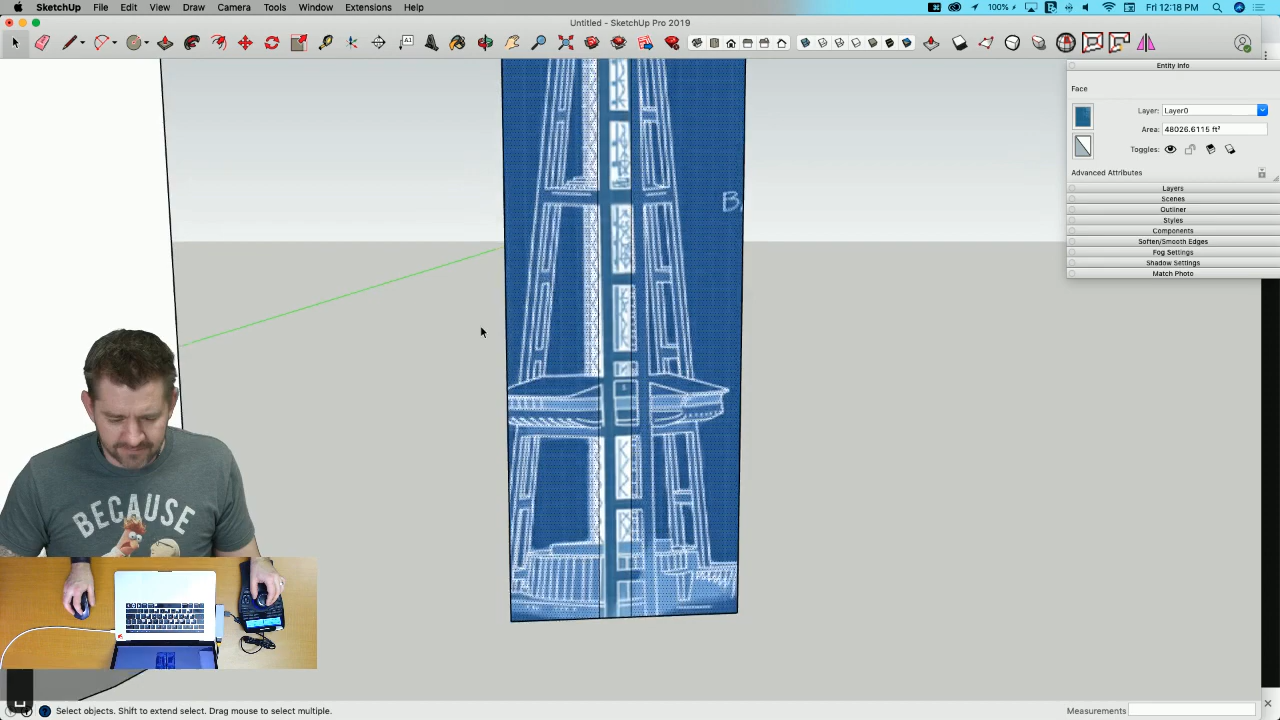 SketchUp File Edit View Draw Camera Tools Window Extensions Help
100% Fri 12:18 PM
Untitled - SketchUp Pro 2019
Entity Info
Face
Layer: Layer0
Area: 48026.6115 ft²
Toggles:
Advanced Attributes
Layers
Scenes
Outliner
Styles
Components
Soften/Smooth Edges
Fog Settings
Shadow Settings
Match Photo
BECAUSE
Select objects. Shift to extend select. Drag mouse to select multiple.
Measurements